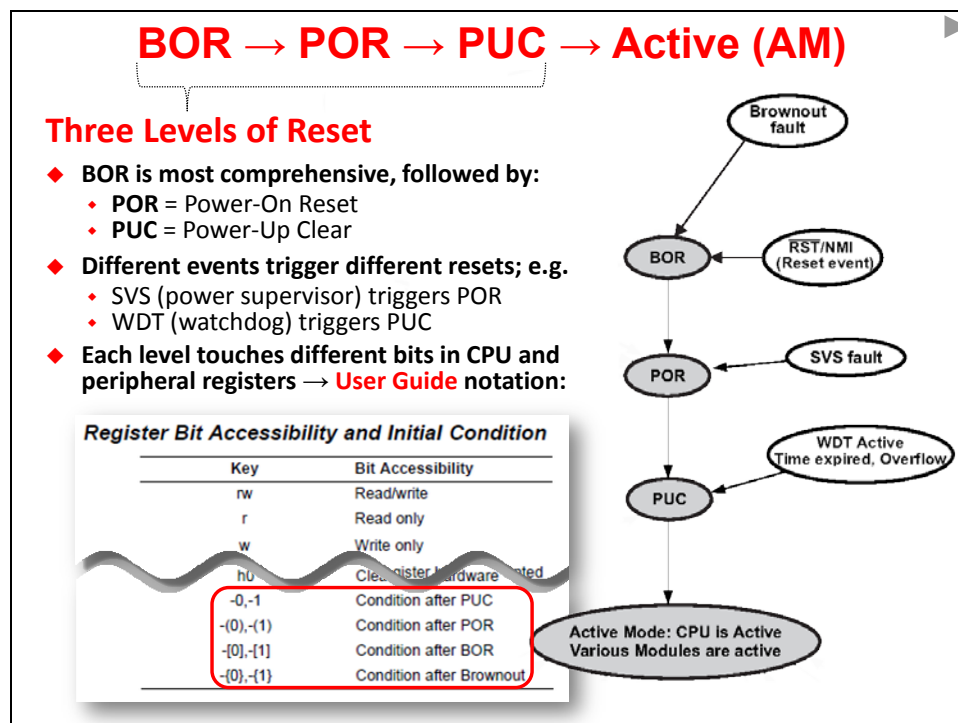 BOR → POR → PUC → Active (AM)
Three Levels of Reset
BOR is most comprehensive, followed by:
POR = Power-On Reset
PUC = Power-Up Clear
Different events trigger different resets; e.g.
SVS (power supervisor) triggers POR
WDT (watchdog) triggers PUC
Each level touches different bits in CPU and
peripheral registers → User Guide notation:
Register Bit Accessibility and Initial Condition
Key Bit Accessibility
rw Read/write
r Read only
w Write only
h0
-0,-1 Condition after PUC
-(0),-(1) Condition after POR
-[0],-[1] Condition after BOR
-{0},-{1} Condition after Brownout
Brownout
fault
BOR
RST/NMI
(Reset event)
POR
SVS fault
WDT Active
Time expired, Overflow
PUC
Active Mode: CPU is Active
Various Modules are active